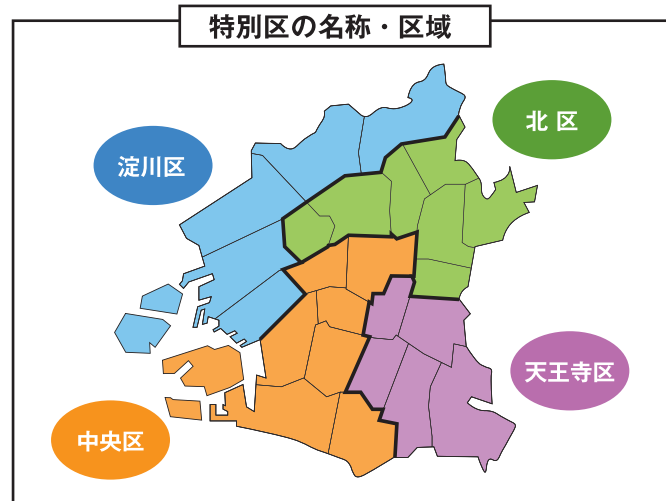 特別区の名称・区域
北 区
淀川区
天王寺区
中央区